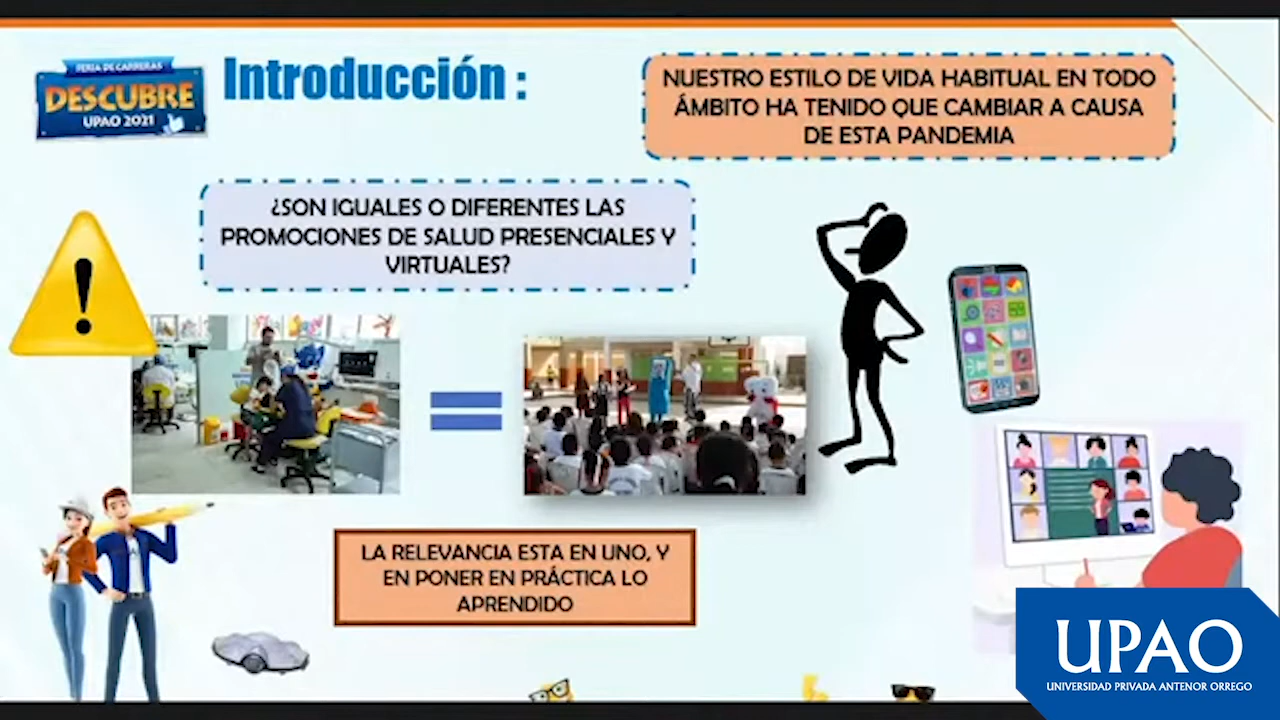 FERIA DE CARRERAS
DESCUBRE
UPAO 2021
Introducción :
NUESTRO ESTILO DE VIDA HABITUAL EN TODO
ÁMBITO HA TENIDO QUE CAMBIAR A CAUSA
DE ESTA PANDEMIA
¿SON IGUALES O DIFERENTES LAS
PROMOCIONES DE SALUD PRESENCIALES Y
VIRTUALES?
LA RELEVANCIA ESTA EN UNO, Y
EN PONER EN PRÁCTICA LO
APRENDIDO
UPAO
UNIVERSIDAD PRIVADA ANTENOR ORREGO